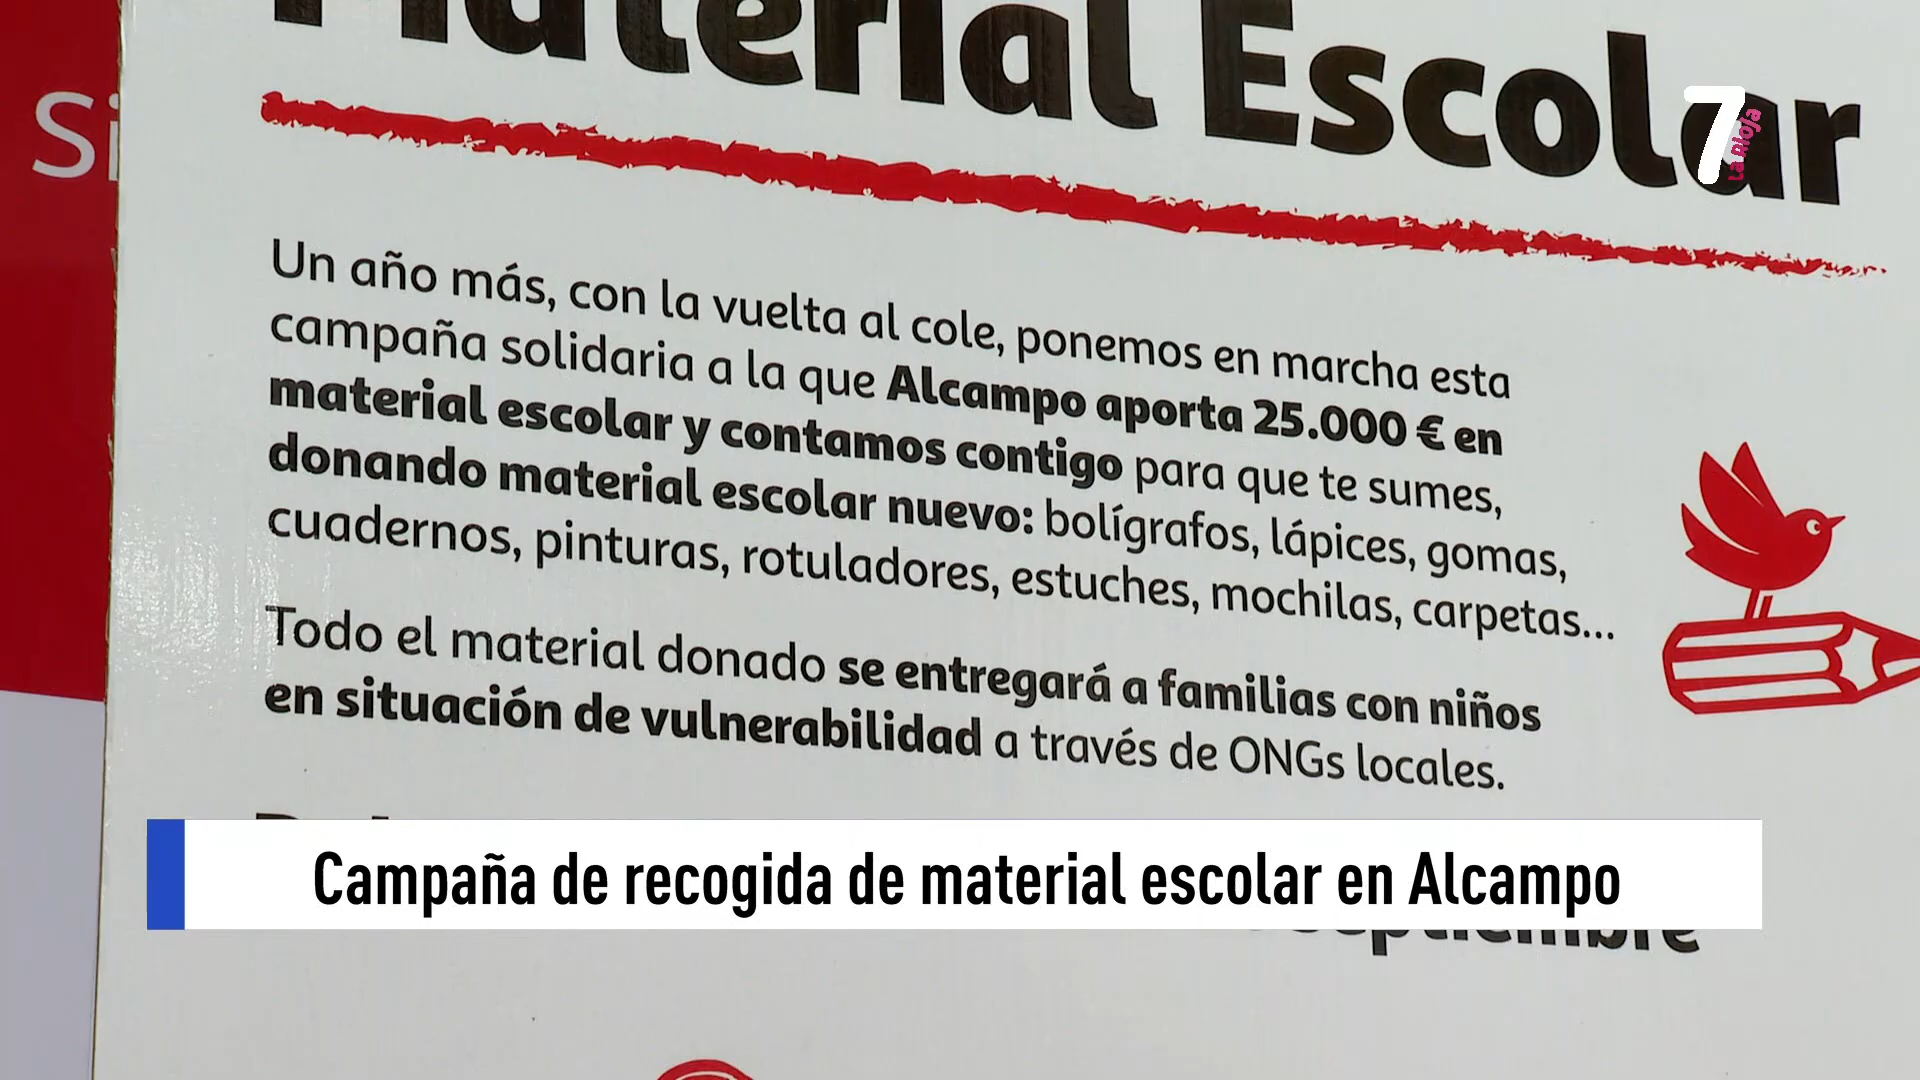 Material Escolar
Si
7
La Rioja
Un año más, con la vuelta al cole, ponemos en marcha esta
campaña solidaria a la que Alcampo aporta 25.000 € en
material escolar y contamos contigo para que te sumes,
donando material escolar nuevo: bolígrafos, lápices, gomas,
cuadernos, pinturas, rotuladores, estuches, mochilas, carpetas...
Todo el material donado se entregará a familias con niños
en situación de vulnerabilidad a través de ONGs locales.
Campaña de recogida de material escolar en Alcampo
septiembre